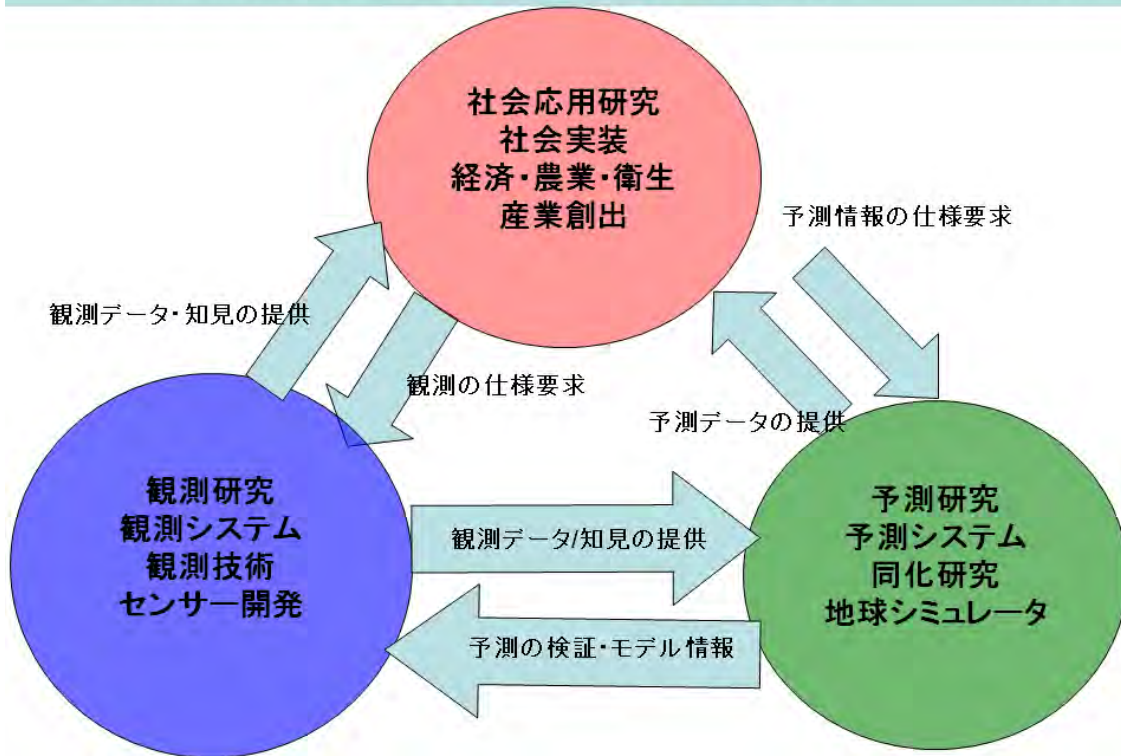 社会応用研究
社会実装
経済・農業・衛生
産業創出
予測情報の仕様要求
観測データ・知見の提供
観測の仕様要求
予測データの提供
観測研究
観測システム
観測技術
センサー開発
観測データ/知見の提供
予測の検証・モデル情報
予測研究
予測システム
同化研究
地球シミュレータ